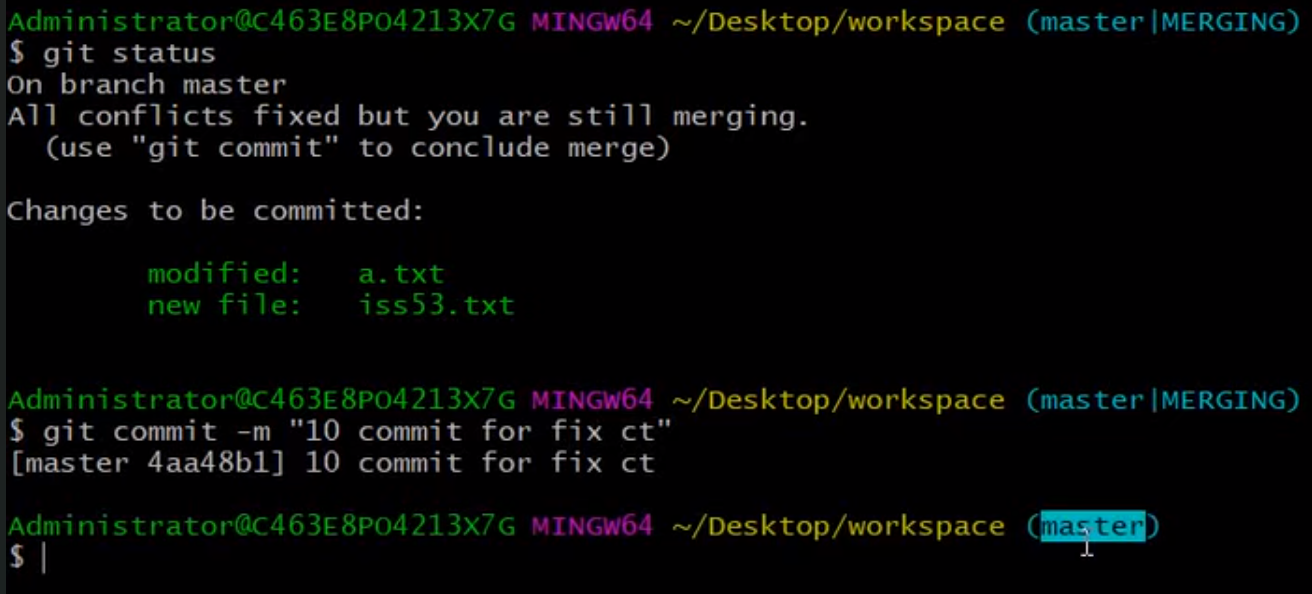 Administrator@C463E8PO4213X7G MINGW64 ~/Desktop/workspace (master|MERGING)
$ git status
On branch master
All conflicts fixed but you are still merging.
  (use "git commit" to conclude merge)

Changes to be committed:

        modified:   a.txt
        new file:   iss53.txt


Administrator@C463E8PO4213X7G MINGW64 ~/Desktop/workspace (master|MERGING)
$ git commit -m "10 commit for fix ct"
[master 4aa48b1] 10 commit for fix ct

Administrator@C463E8PO4213X7G MINGW64 ~/Desktop/workspace (master)
$